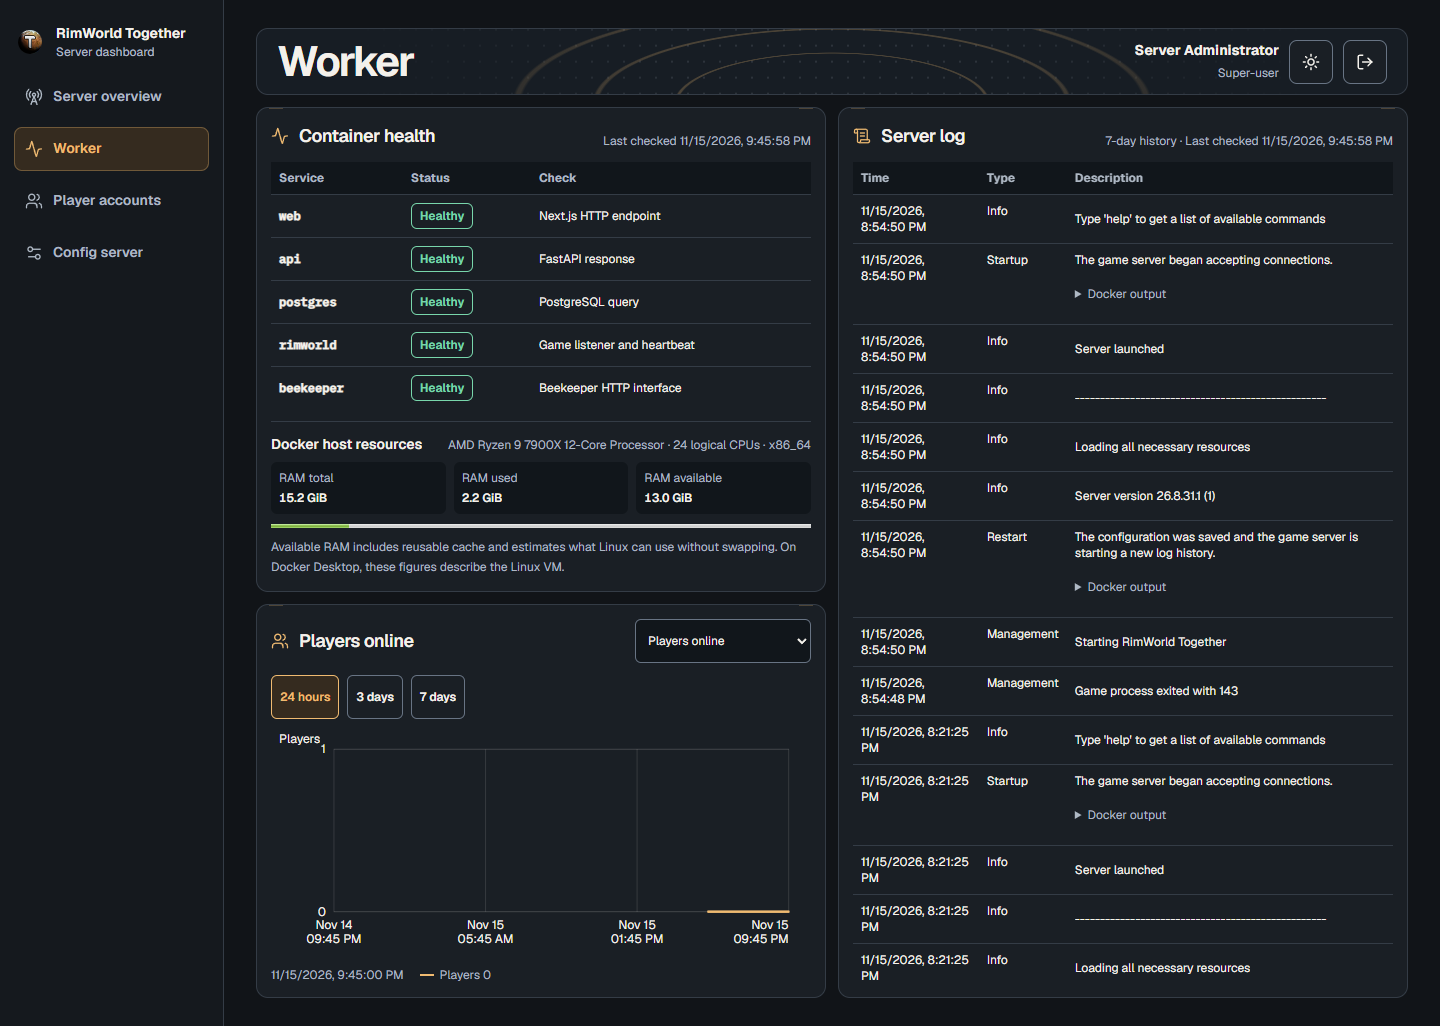 RimWorld Together
Server dashboard
Server overview
Worker
Player accounts
Config server
Worker
Server Administrator
Super-user
Container health
Last checked 11/15/2026, 9:45:58 PM
Service Status Check
web Healthy Next.js HTTP endpoint
api Healthy FastAPI response
postgres Healthy PostgreSQL query
rimworld Healthy Game listener and heartbeat
beekeeper Healthy Beekeeper HTTP interface
Docker host resources AMD Ryzen 9 7900X 12-Core Processor · 24 logical CPUs · x86_64
RAM total RAM used RAM available
15.2 GiB 2.2 GiB 13.0 GiB
Available RAM includes reusable cache and estimates what Linux can use without swapping. On
Docker Desktop, these figures describe the Linux VM.
Players online
Players online
24 hours 3 days 7 days
Players
1
0
Nov 14 Nov 15 Nov 15 Nov 15
09:45 PM 05:45 AM 01:45 PM 09:45 PM
11/15/2026, 9:45:00 PM Players 0
Server log
7-day history · Last checked 11/15/2026, 9:45:58 PM
Time Type Description
11/15/2026, Info
8:54:50 PM Type 'help' to get a list of available commands
11/15/2026, Startup The game server began accepting connections.
8:54:50 PM
Docker output
11/15/2026, Info
8:54:50 PM Server launched
11/15/2026, Info
8:54:50 PM --------------------------------------------------
11/15/2026, Info
8:54:50 PM Loading all necessary resources
11/15/2026, Info
8:54:50 PM Server version 26.8.31.1 (1)
11/15/2026, Restart The configuration was saved and the game server is
8:54:50 PM starting a new log history.
Docker output
11/15/2026, Management
8:54:50 PM Starting RimWorld Together
11/15/2026, Management
8:54:48 PM Game process exited with 143
11/15/2026, 8:21:25 Info
PM Type 'help' to get a list of available commands
11/15/2026, 8:21:25 Startup The game server began accepting connections.
PM
Docker output
11/15/2026, 8:21:25 Info
PM Server launched
11/15/2026, 8:21:25 Info
PM --------------------------------------------------
11/15/2026, 8:21:25 Info
PM Loading all necessary resources